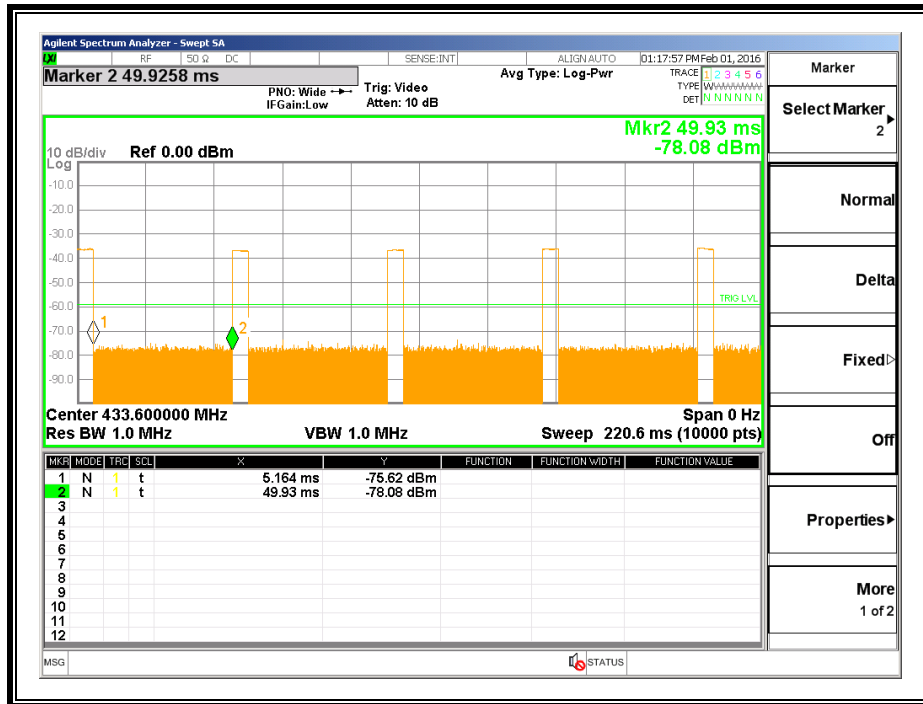 Agilent Spectrum Analyzer - Swept SA
LXI RF 50 Ω DC SENSE:INT ALIGN AUTO 01:17:57 PM Feb 01, 2016
Marker 2 49.9258 ms
PNO: Wide
IFGain:Low
Trig: Video
Atten: 10 dB
Avg Type: Log-Pwr
TRACE 1 2 3 4 5 6
TYPE W
DET N N N N N N
Mkr2 49.93 ms
-78.08 dBm
10 dB/div Ref 0.00 dBm
Log
-10.0
-20.0
-30.0
-40.0
-50.0
-60.0
-70.0
-80.0
-90.0
TRIG LVL
1
2
Center 433.600000 MHz Span 0 Hz
Res BW 1.0 MHz VBW 1.0 MHz Sweep 220.6 ms (10000 pts)
MKR MODE TRC SCL X Y FUNCTION FUNCTION WIDTH FUNCTION VALUE
1 N 1 t 5.164 ms -75.62 dBm
2 N 1 t 49.93 ms -78.08 dBm
3
4
5
6
7
8
9
10
11
12
MSG STATUS
Marker
Select Marker
2
Normal
Delta
Fixed
Off
Properties
More
1 of 2